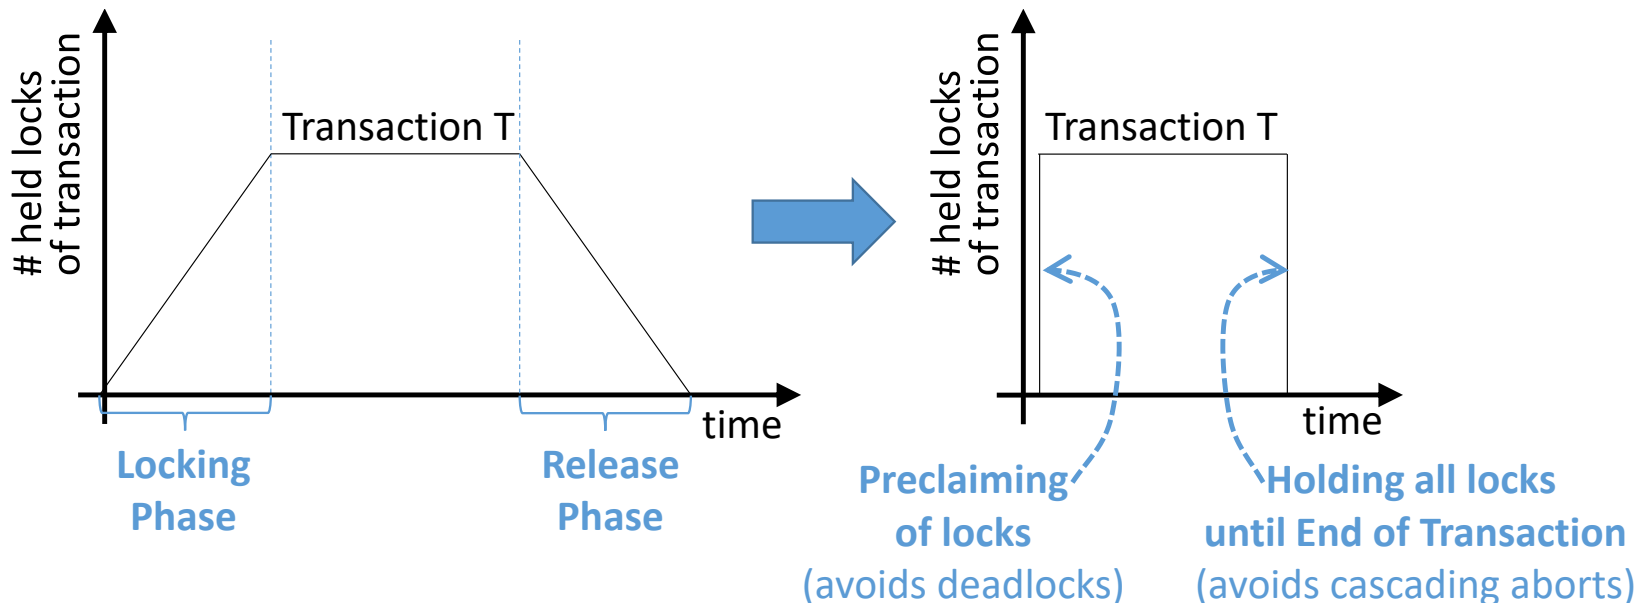 # held locks
of transaction
Transaction T
time
Locking
Phase
Release
Phase
# held locks
of transaction
Transaction T
time
Preclaiming
of locks
(avoids deadlocks)
Holding all locks
until End of Transaction
(avoids cascading aborts)